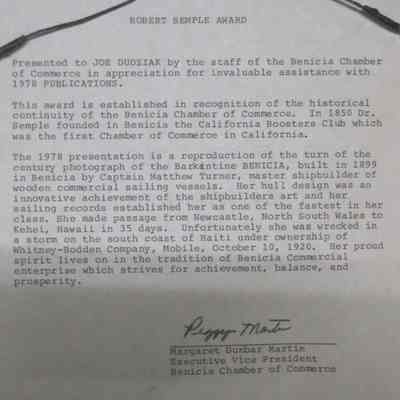 ROBERT SEMPLE AWARD
Presented to JOE DUDZIAK by the staff of the Benicia Chamber
of Commerce in appreciation for invaluable assistance with
1978 PUBLICATIONS.
This award is established in recognition of the historical
continuity of the Benicia Chamber of Commerce. In 1850 Dr.
Semple founded in Benicia the California Boosters Club which
was the first Chamber of Commerce in California.
The 1978 presentation is a reproduction of the turn of the
century photograph of the Barkentine BENICIA, built in 1899
in Benicia by Captain Matthew Turner, master shipbuilder of
wooden commercial sailing vessels. Her hull design was an
innovative achievement of the shipbuilders art and her
sailing records established her as one of the fastest in her
class. She made passage from Newcastle, North South Wales to
Kehei, Hawaii in 35 days. Unfortunately she was wrecked in
a storm on the south coast of Haiti under ownership of
Whitney-Bodden Company, Mobile, October 10, 1920. Her proud
spirit lives on in the tradition of Benicia Commercial
enterprise which strives for achievement, balance, and
prosperity.
Peggy Martin
Margaret Dunbar Martin
Executive Vice President
Benicia Chamber of Commerce